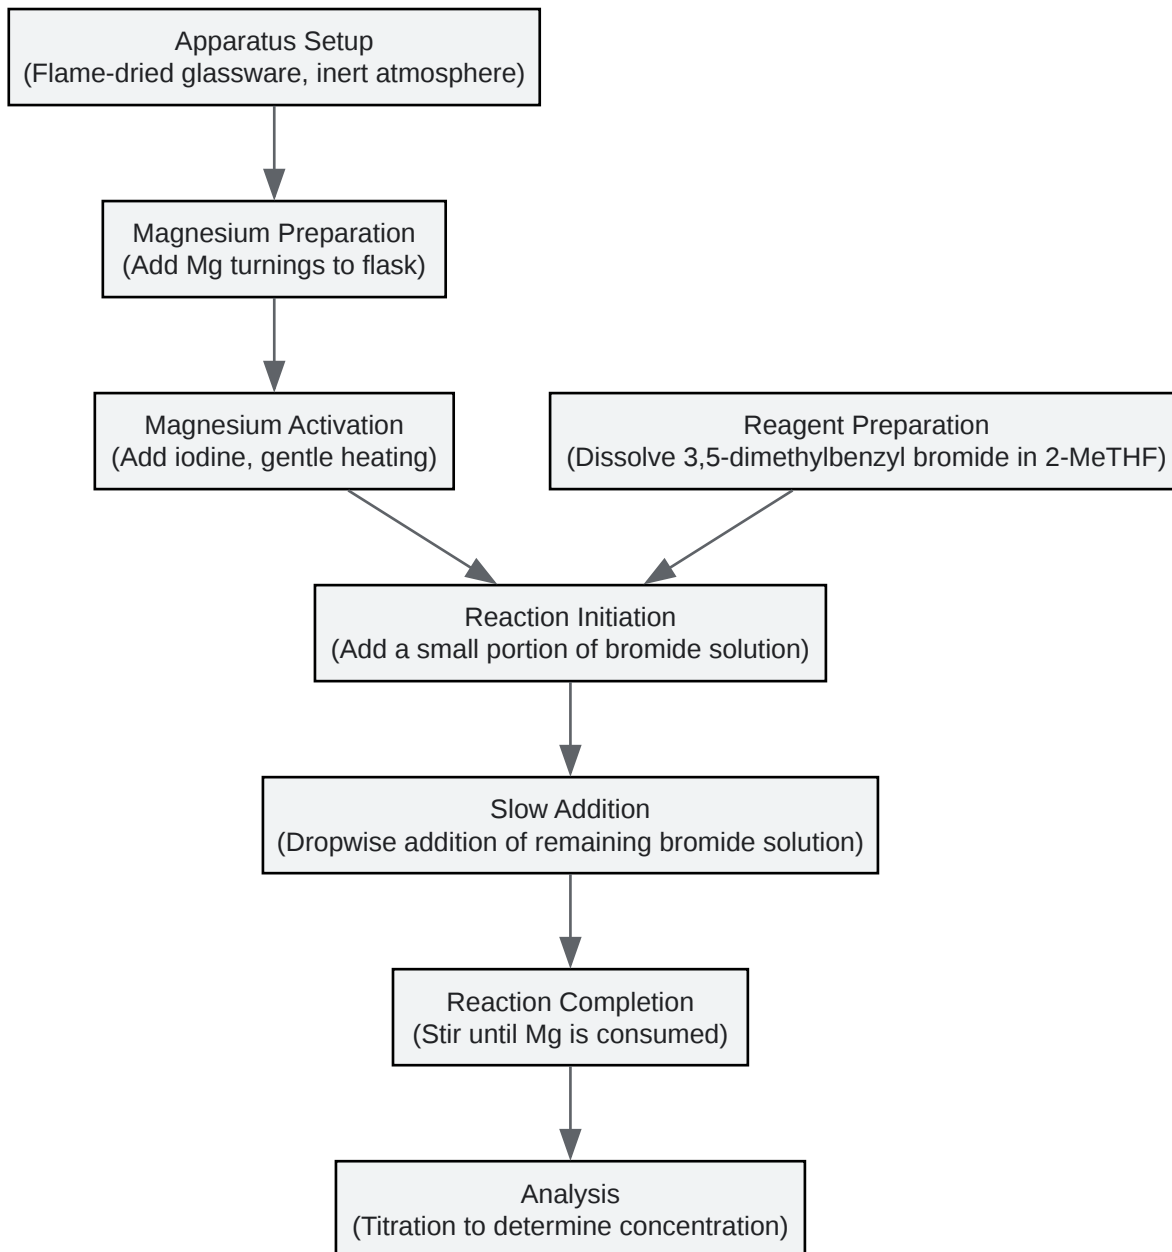 Apparatus Setup
(Flame-dried glassware, inert atmosphere)
Magnesium Preparation
(Add Mg turnings to flask)
Magnesium Activation
(Add iodine, gentle heating)
Reagent Preparation
(Dissolve 3,5-dimethylbenzyl bromide in 2-MeTHF)
Reaction Initiation
(Add a small portion of bromide solution)
Slow Addition
(Dropwise addition of remaining bromide solution)
Reaction Completion
(Stir until Mg is consumed)
Analysis
(Titration to determine concentration)